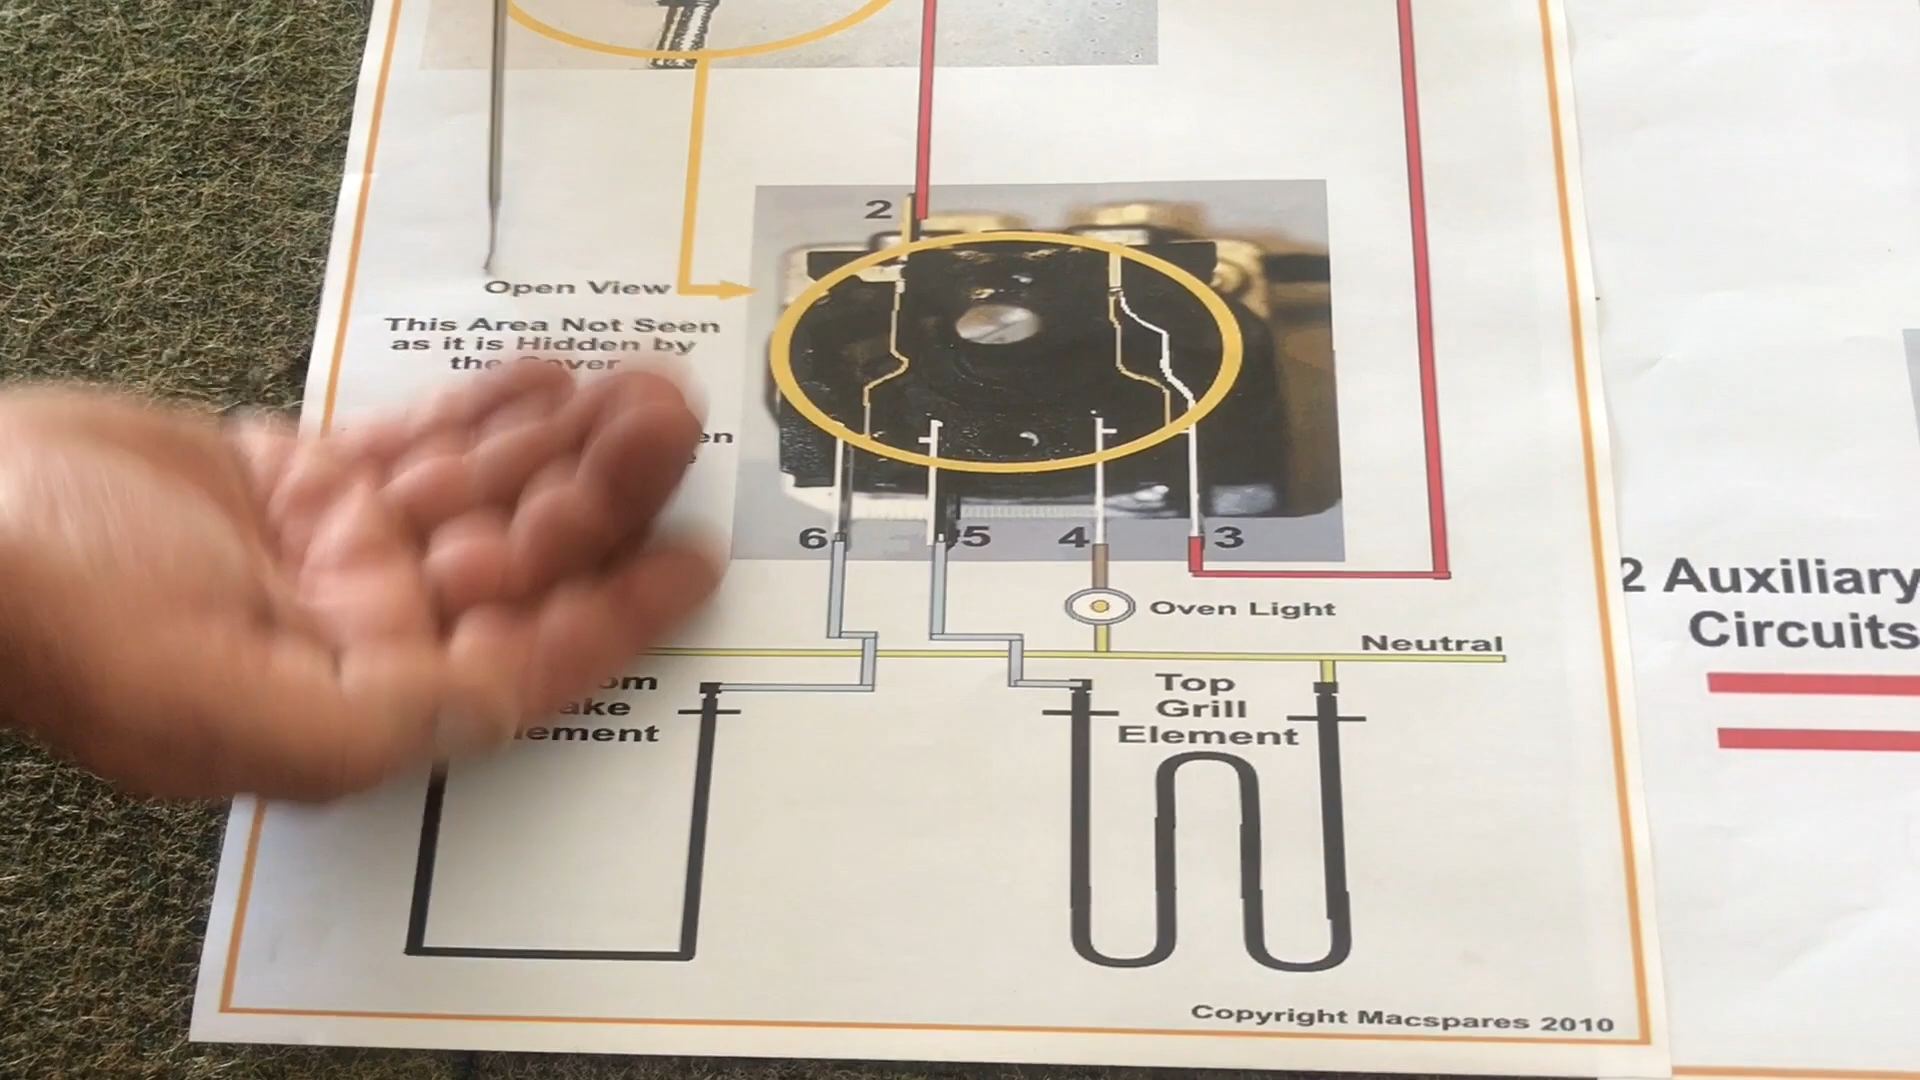 2
Open View
This Area Not Seen
as it is Hidden by
the
6
5
4
3
Oven Light
Neutral
Top
Grill
Element
2 Auxiliary
Circuits
Copyright Macspares 2010